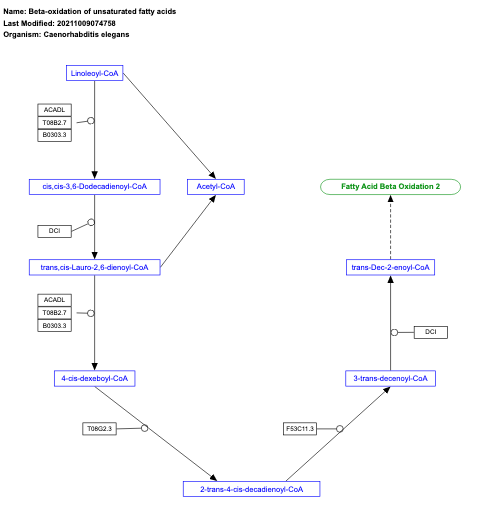 Name: Beta-oxidation of unsaturated fatty acids
Last Modified: 20211009074758
Organism: Caenorhabditis elegans
Linoleoyl-CoA
ACADL
T08B2.7
B0303.3
cis,cis-3,6-Dodecadienoyl-CoA
Acetyl-CoA
Fatty Acid Beta Oxidation 2
DCI
trans,cis-Lauro-2,6-dienoyl-CoA
trans-Dec-2-enoyl-CoA
ACADL
T08B2.7
B0303.3
DCI
4-cis-dexeboyl-CoA
3-trans-decenoyl-CoA
T08G2.3
F53C11.3
2-trans-4-cis-decadienoyl-CoA